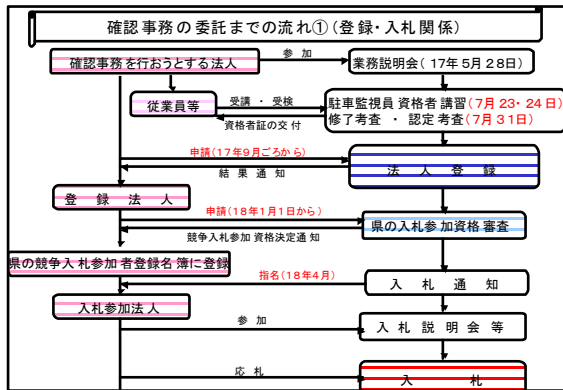 確認事務の委託までの流れ①(登録・入札関係)
確認事務を行おうとする法人
参 加
業務説明会(17年5月28日)
従業員等
受講 ・ 受検
資格者証の交付
駐車監視員資格者講習(7月23・24日)
修了考査 ・ 認定考査(7月31日)
申請(17年9月ごろから)
結 果 通 知
法 人 登 録
登 録 法 人
申請(18年1月1日から)
競争入札参加資格決定通知
県の入札参加資格審査
県の競争入札参加者登録名簿に登録
指名(18年4月)
入 札 通 知
入札参加法人
参 加
入 札 説 明 会 等
応 札
入 札